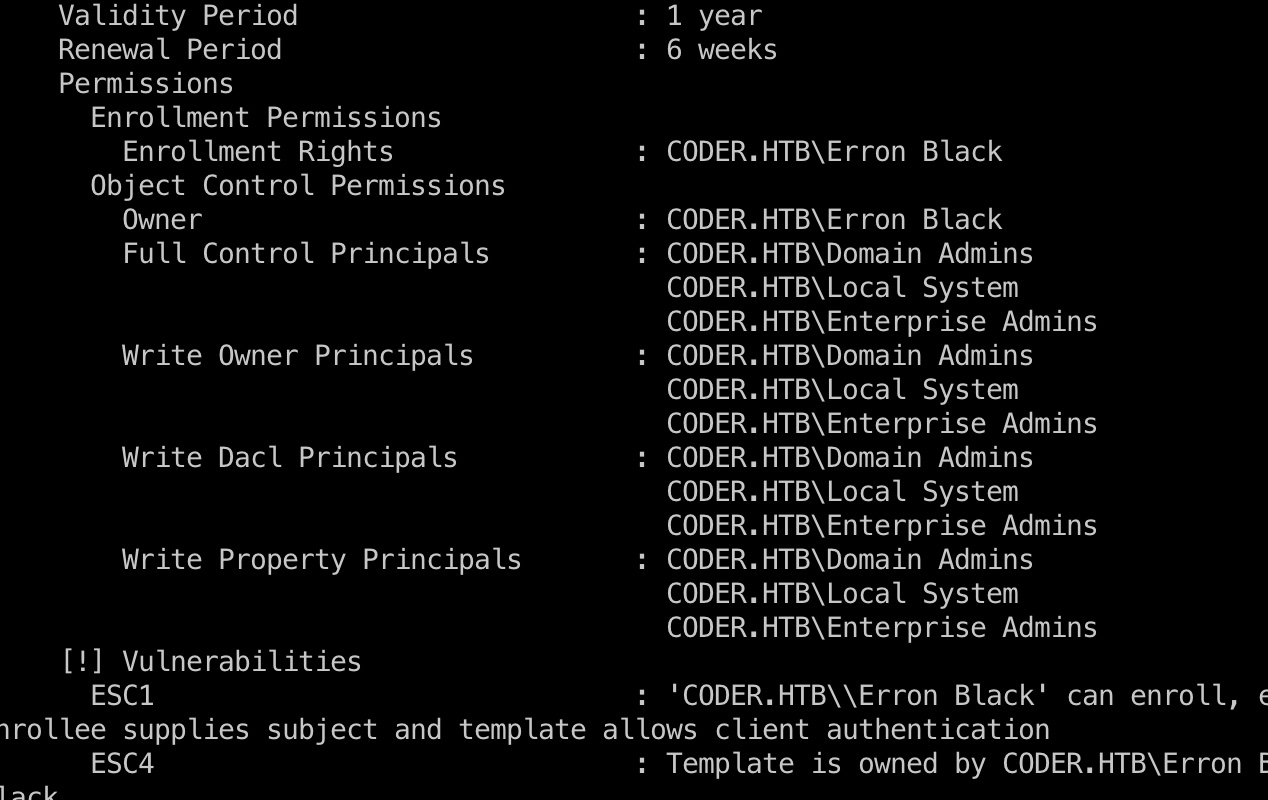 Validity Period : 1 year
Renewal Period : 6 weeks
Permissions
Enrollment Permissions
Enrollment Rights : CODER.HTB\Erron Black
Object Control Permissions
Owner : CODER.HTB\Erron Black
Full Control Principals : CODER.HTB\Domain Admins
CODER.HTB\Local System
CODER.HTB\Enterprise Admins
Write Owner Principals : CODER.HTB\Domain Admins
CODER.HTB\Local System
CODER.HTB\Enterprise Admins
Write Dacl Principals : CODER.HTB\Domain Admins
CODER.HTB\Local System
CODER.HTB\Enterprise Admins
Write Property Principals : CODER.HTB\Domain Admins
CODER.HTB\Local System
CODER.HTB\Enterprise Admins
[!] Vulnerabilities
ESC1 : 'CODER.HTB\\Erron Black' can enroll, e
nrollee supplies subject and template allows client authentication
ESC4 : Template is owned by CODER.HTB\Erron B
lack